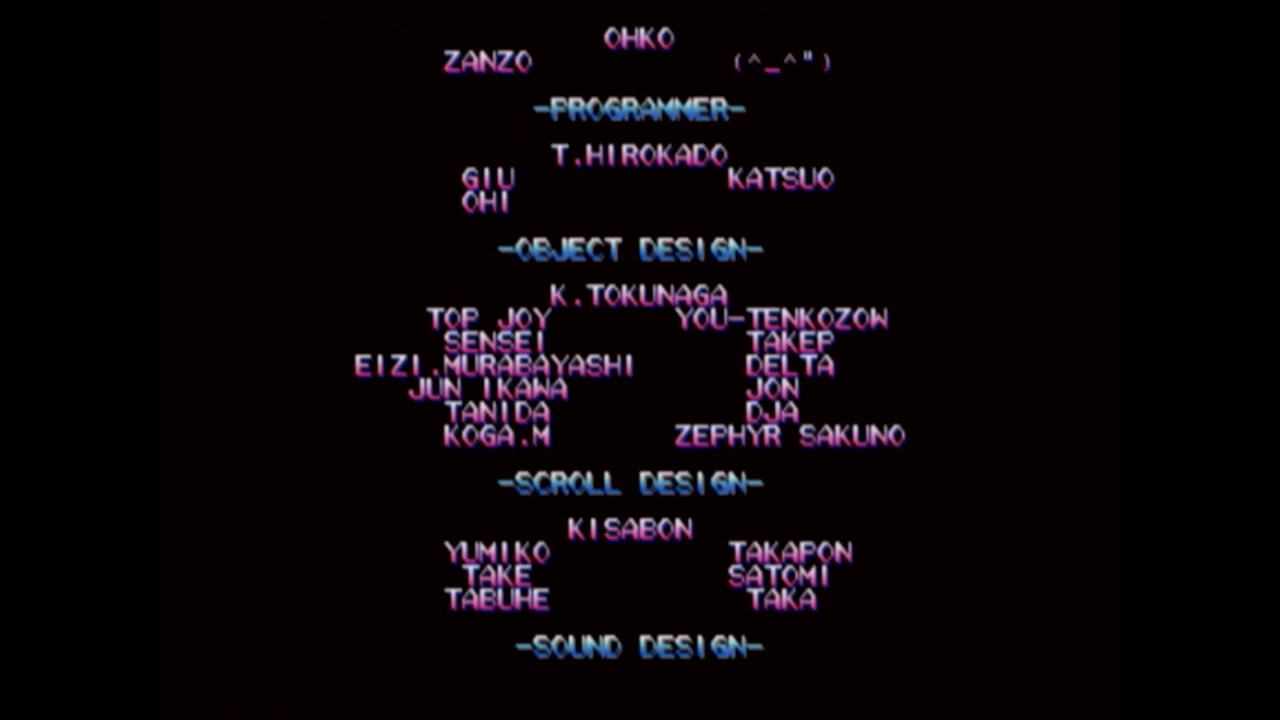 OHKO
ZANZO (^_^")
-PROGRAMMER-
T.HIROKADO
GIU KATSUO
OHI
-OBJECT DESIGN-
K.TOKUNAGA
TOP JOY YOU-TENKOZOW
SENSEI TAKEP
EIZI.MURABAYASHI DELTA
JUN IKAWA JON
TANIDA DJA
KOGA.M ZEPHYR SAKUNO
-SCROLL DESIGN-
KISABON
YUMIKO TAKAPON
TAKE SATOMI
TABUHE TAKA
-SOUND DESIGN-